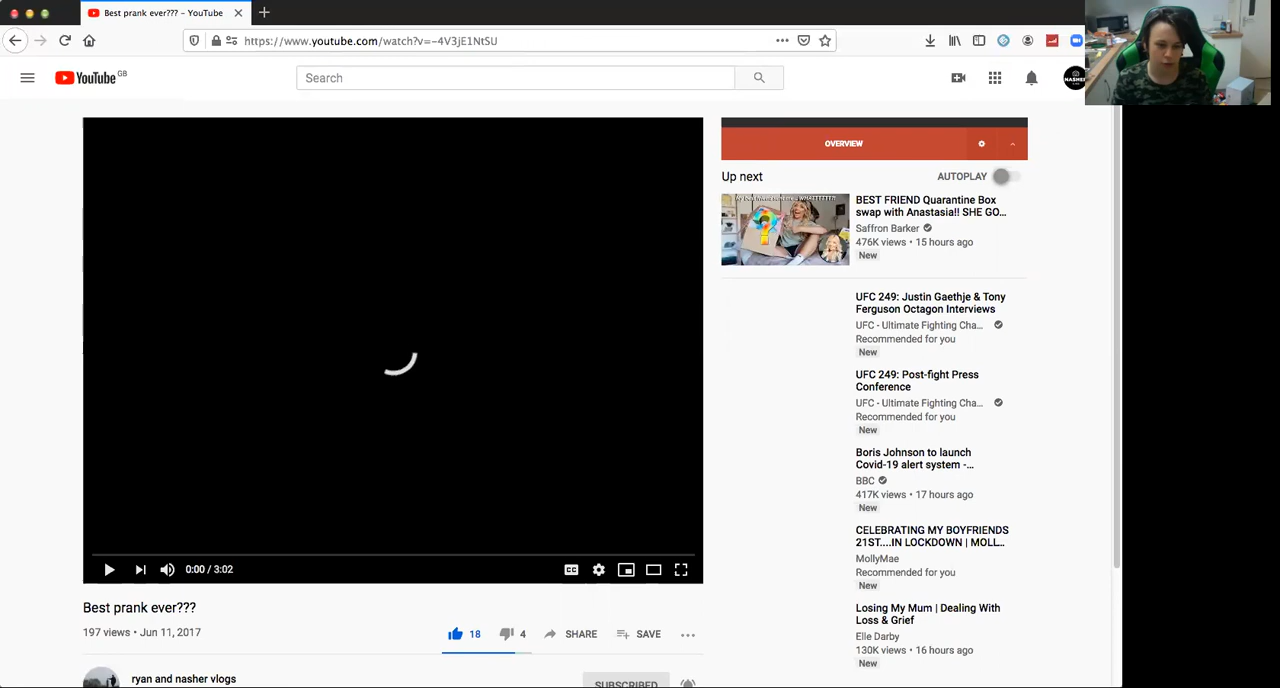 Best prank ever??? - YouTube
https://www.youtube.com/watch?v=-4V3jE1NtSU
YouTube GB
Search
NASHER
OVERVIEW
Up next
AUTOPLAY
BEST FRIEND Quarantine Box
swap with Anastasia!! SHE GO...
Saffron Barker
476K views • 15 hours ago
New
UFC 249: Justin Gaethje & Tony
Ferguson Octagon Interviews
UFC - Ultimate Fighting Cha...
Recommended for you
New
UFC 249: Post-fight Press
Conference
UFC - Ultimate Fighting Cha...
Recommended for you
New
Boris Johnson to launch
Covid-19 alert system -...
BBC
417K views • 17 hours ago
New
CELEBRATING MY BOYFRIENDS
21ST....IN LOCKDOWN | MOLL...
MollyMae
Recommended for you
New
Losing My Mum | Dealing With
Loss & Grief
Elle Darby
130K views • 16 hours ago
New
CC
0:00 / 3:02
Best prank ever???
197 views • Jun 11, 2017
18
4
SHARE
SAVE
ryan and nasher vlogs
SUBSCRIBED